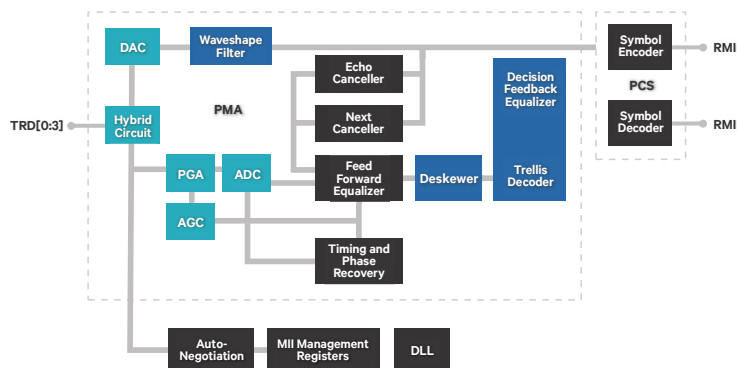 DAC
Waveshape
Filter
Symbol
Encoder
RMI
Echo
Canceller
Decision
Feedback
Equalizer
PCS
PMA
TRD[0:3]
Hybrid
Circuit
Next
Canceller
Symbol
Decoder
RMI
PGA
ADC
Feed
Forward
Equalizer
Deskewer
Trellis
Decoder
AGC
Timing and
Phase
Recovery
Auto-
Negotiation
MII Management
Registers
DLL